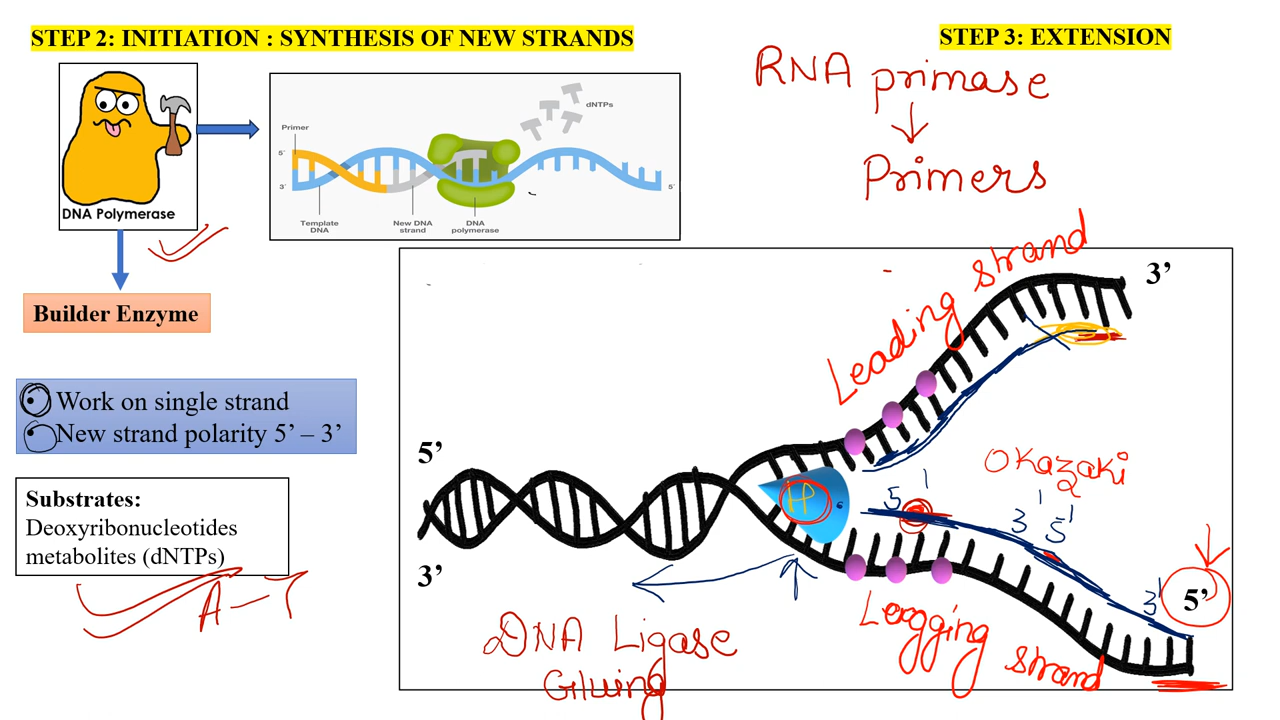 STEP 2: INITIATION : SYNTHESIS OF NEW STRANDS
STEP 3: EXTENSION
RNA primase
Primers
DNA Polymerase
dNTPs
Primer
5'
3'
5'
Template
DNA
New DNA
strand
DNA
polymerase
Builder Enzyme
Work on single strand
New strand polarity 5’ – 3’
Substrates:
Deoxyribonucleotides
metabolites (dNTPs)
A – T
Leading strand
3’
5’
Okazaki
H
5'
3' 5'
3'
5’
3’
Lagging strand
DNA Ligase
Gluing